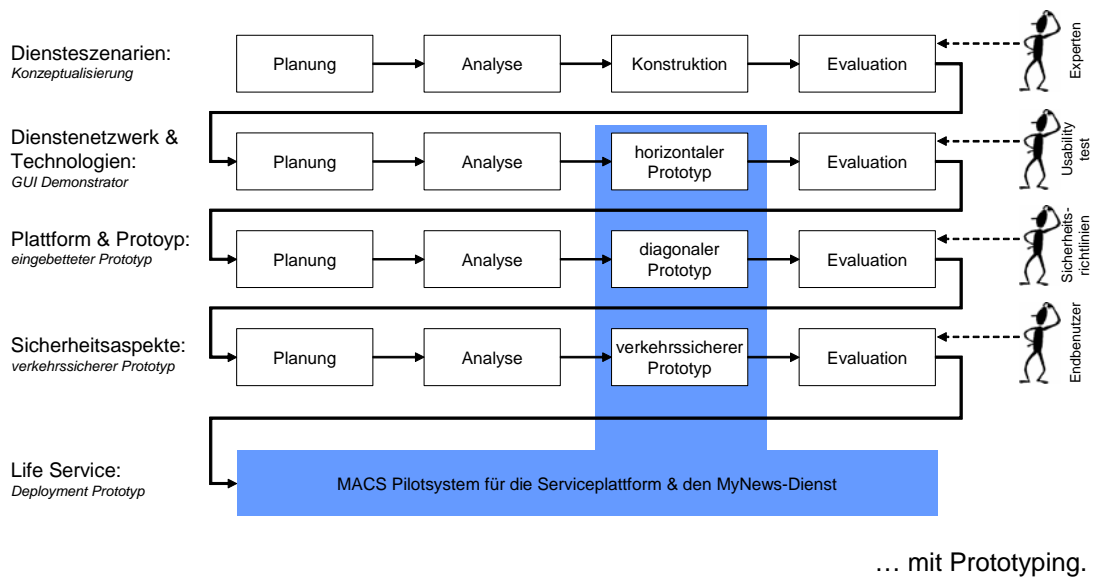 Diensteszenarien:
Konzeptualisierung
Planung
Analyse
Konstruktion
Evaluation
Experten
Dienstenetzwerk &
Technologien:
GUI Demonstrator
Planung
Analyse
horizontaler
Prototyp
Evaluation
Usability
test
Plattform & Protoyp:
eingebetteter Prototyp
Planung
Analyse
diagonaler
Prototyp
Evaluation
Sicherheits-
richtlinien
Sicherheitsaspekte:
verkehrssicherer Prototyp
Planung
Analyse
verkehrssicherer
Prototyp
Evaluation
Endbenutzer
Life Service:
Deployment Prototyp
MACS Pilotsystem für die Serviceplattform & den MyNews-Dienst
… mit Prototyping.